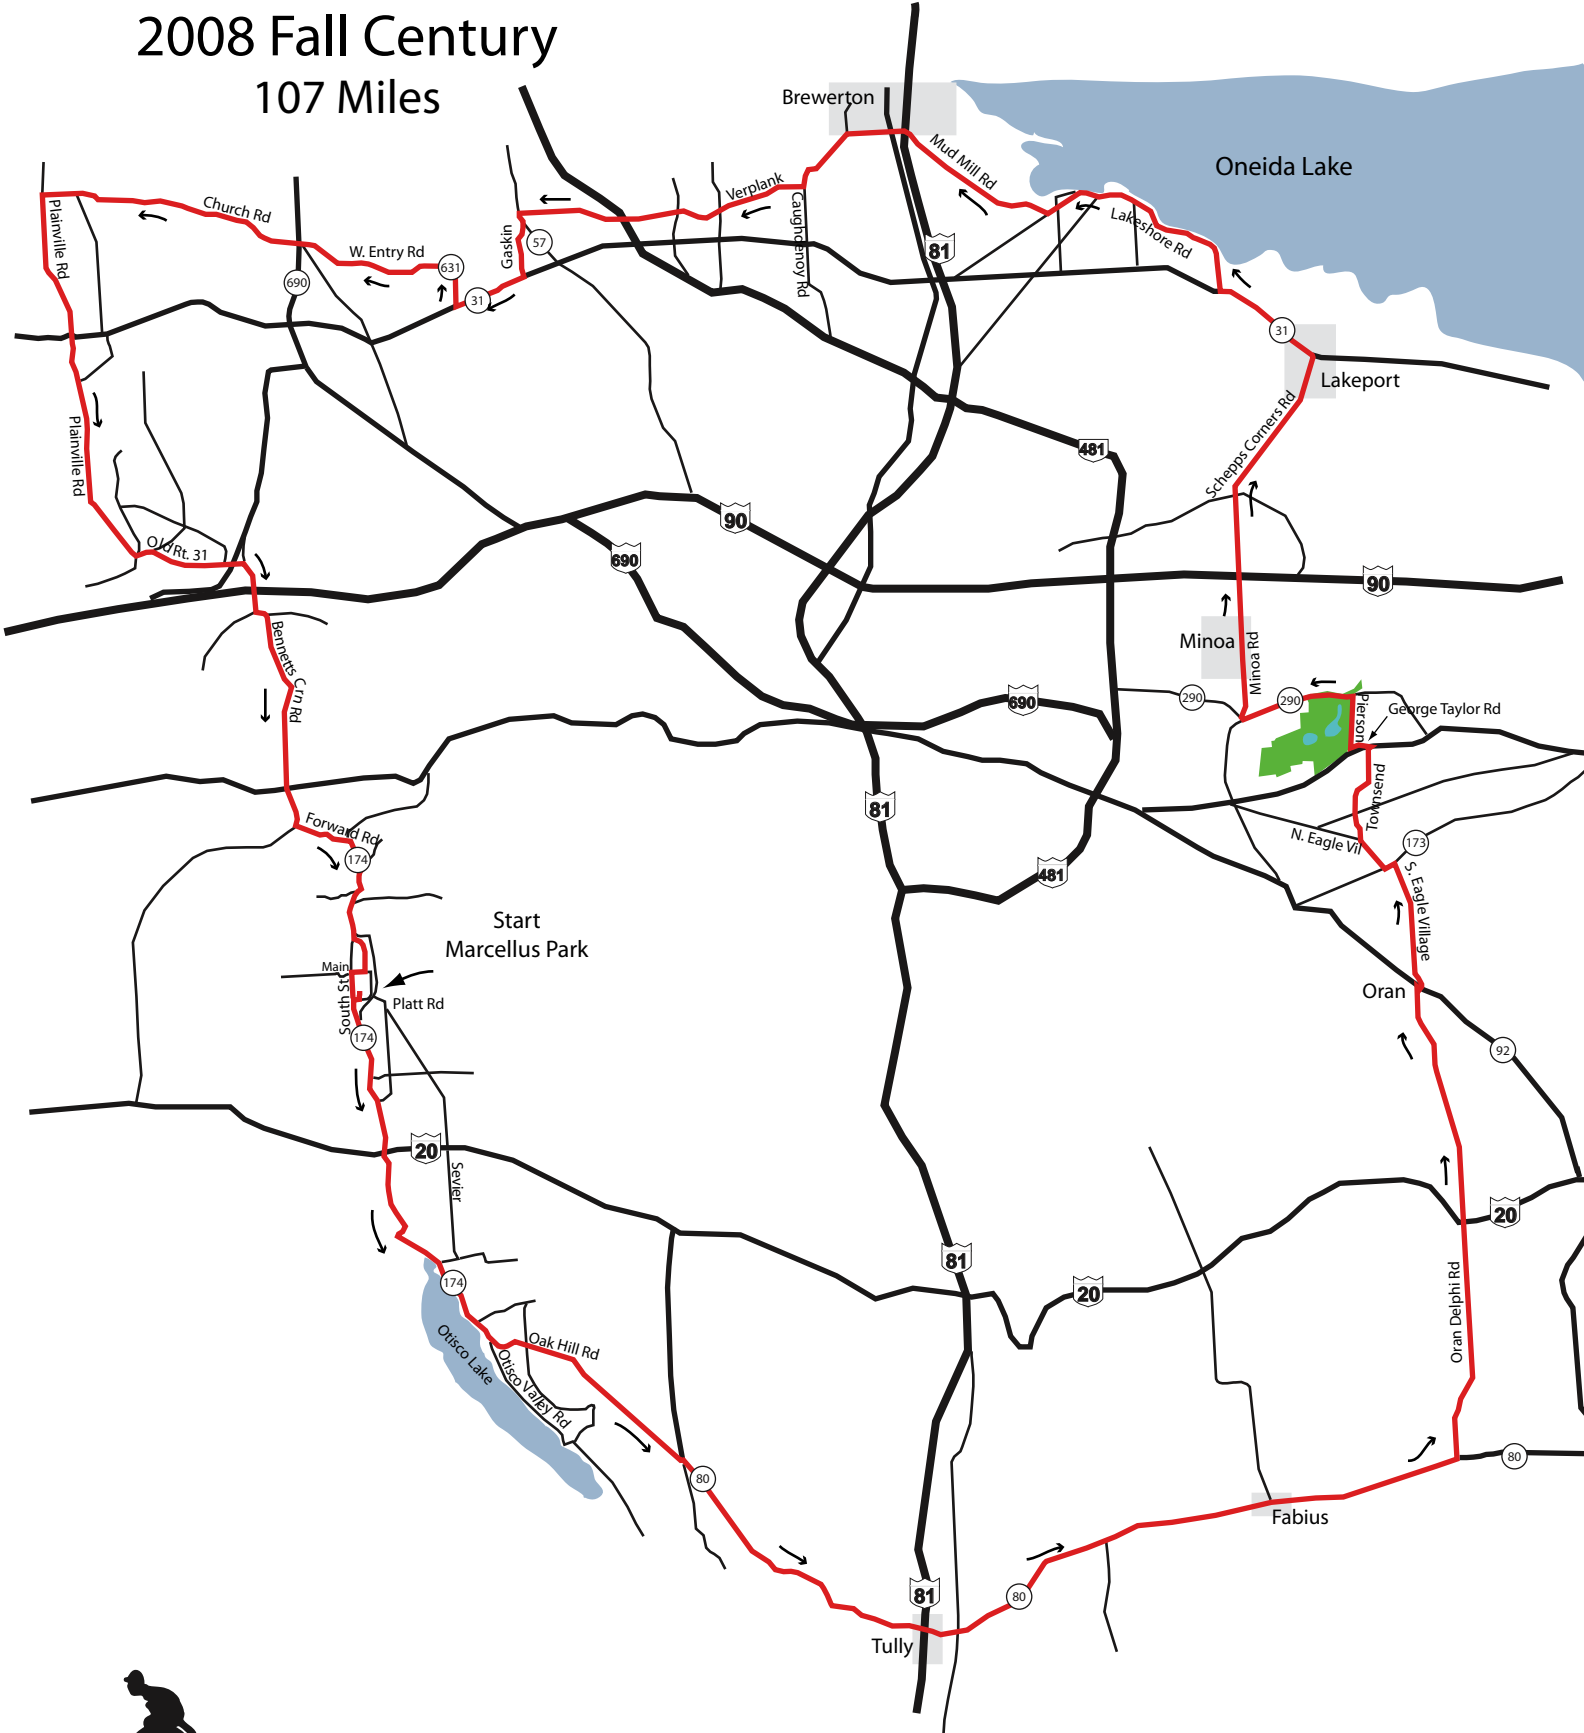 2008 Fall Century
107 Miles
Brewerton
Oneida Lake
Mud Mill Rd
Verplank
Caughdenoy Rd
Lakeshore Rd
Church Rd
Plainville Rd
W. Entry Rd
Gaskin
57
81
631
690
31
31
Lakeport
Plainville Rd
Schepps Corners Rd
481
90
Old Rt. 31
690
90
Minoa
Minoa Rd
Bennetts Crn Rd
690
290
290
Pierson
George Taylor Rd
Townsend
81
Forward Rd
N. Eagle Vil
173
174
481
S. Eagle Village
Start
Marcellus Park
Main
South St
Platt Rd
Oran
174
92
20
Sevier
20
81
174
20
Oran Delphi Rd
Otisco Lake
Oak Hill Rd
Otisco Valley Rd
80
80
Fabius
81
80
Tully